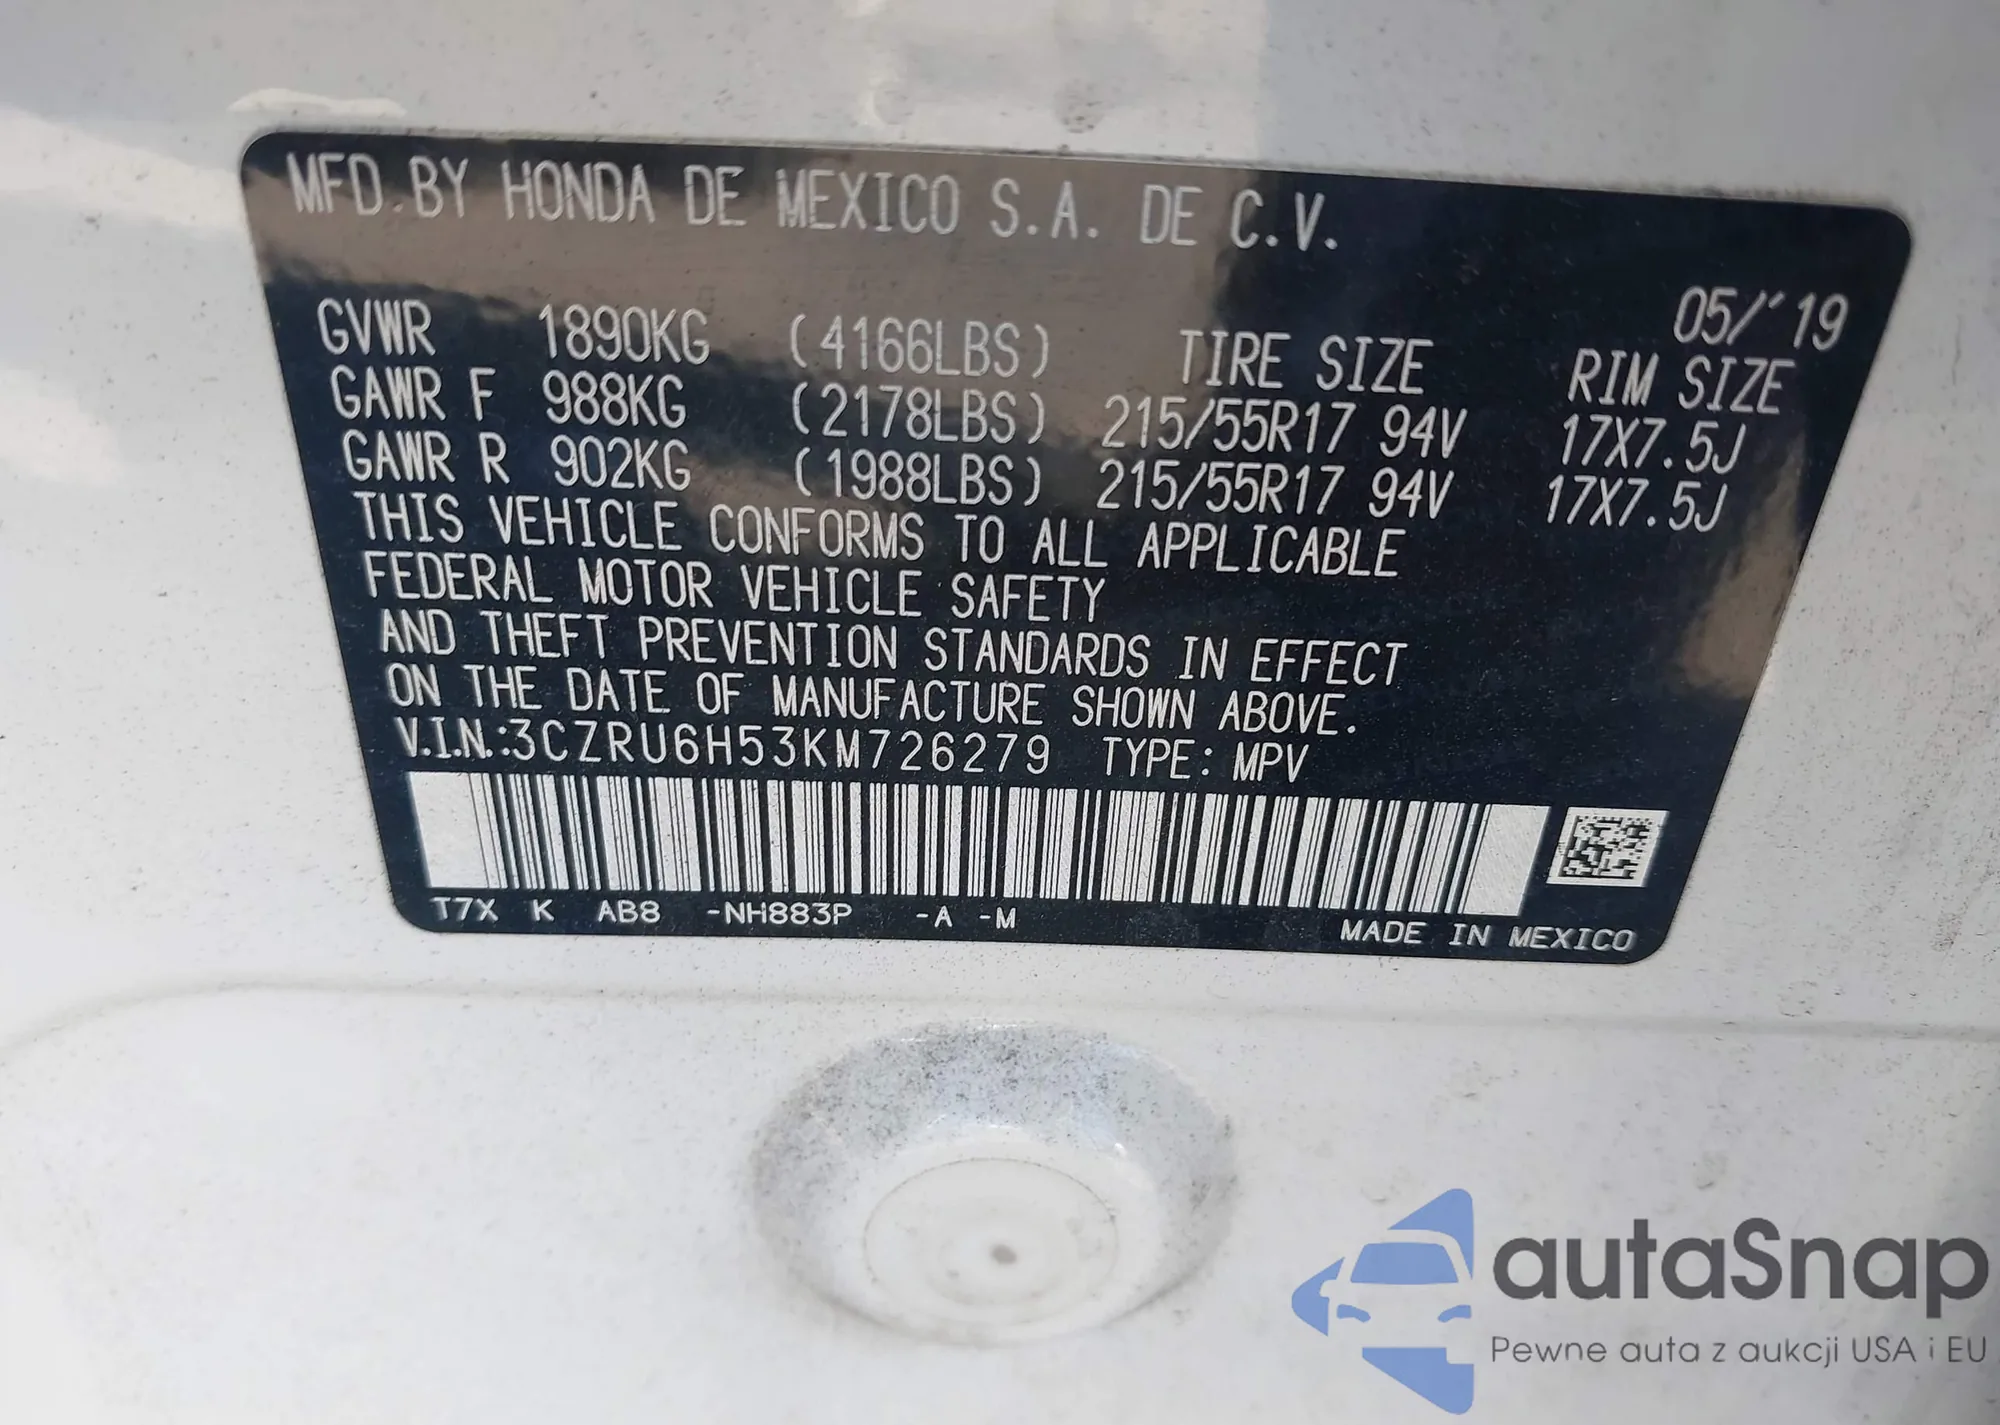 MFD. BY HONDA DE MEXICO S.A. DE C.V.
05/'19
GVWR 1890KG (4166LBS) TIRE SIZE RIM SIZE
GAWR F 988KG (2178LBS) 215/55R17 94V 17X7.5J
GAWR R 902KG (1988LBS) 215/55R17 94V 17X7.5J
THIS VEHICLE CONFORMS TO ALL APPLICABLE
FEDERAL MOTOR VEHICLE SAFETY
AND THEFT PREVENTION STANDARDS IN EFFECT
ON THE DATE OF MANUFACTURE SHOWN ABOVE.
V.I.N.:3CZRU6H53KM726279 TYPE: MPV
T7X K AB8 -NH883P -A -M MADE IN MEXICO
autaSnap
Pewne auta z aukcji USA i EU